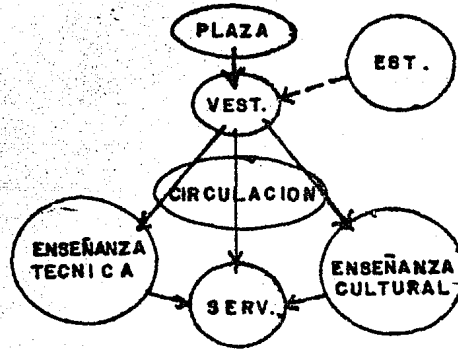 PLAZA
EST.
VEST.
CIRCULACION
ENSEÑANZA
TECNICA
ENSEÑANZA
CULTURAL
SERV.